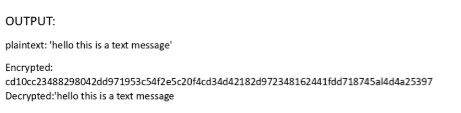 OUTPUT:
plaintext: 'hello this is a text message'
Encrypted:
cd10cc23488298042dd971953c54f2e5c20f4cd34d42182d972348162441fdd718745al4d4a25397
Decrypted:'hello this is a text message